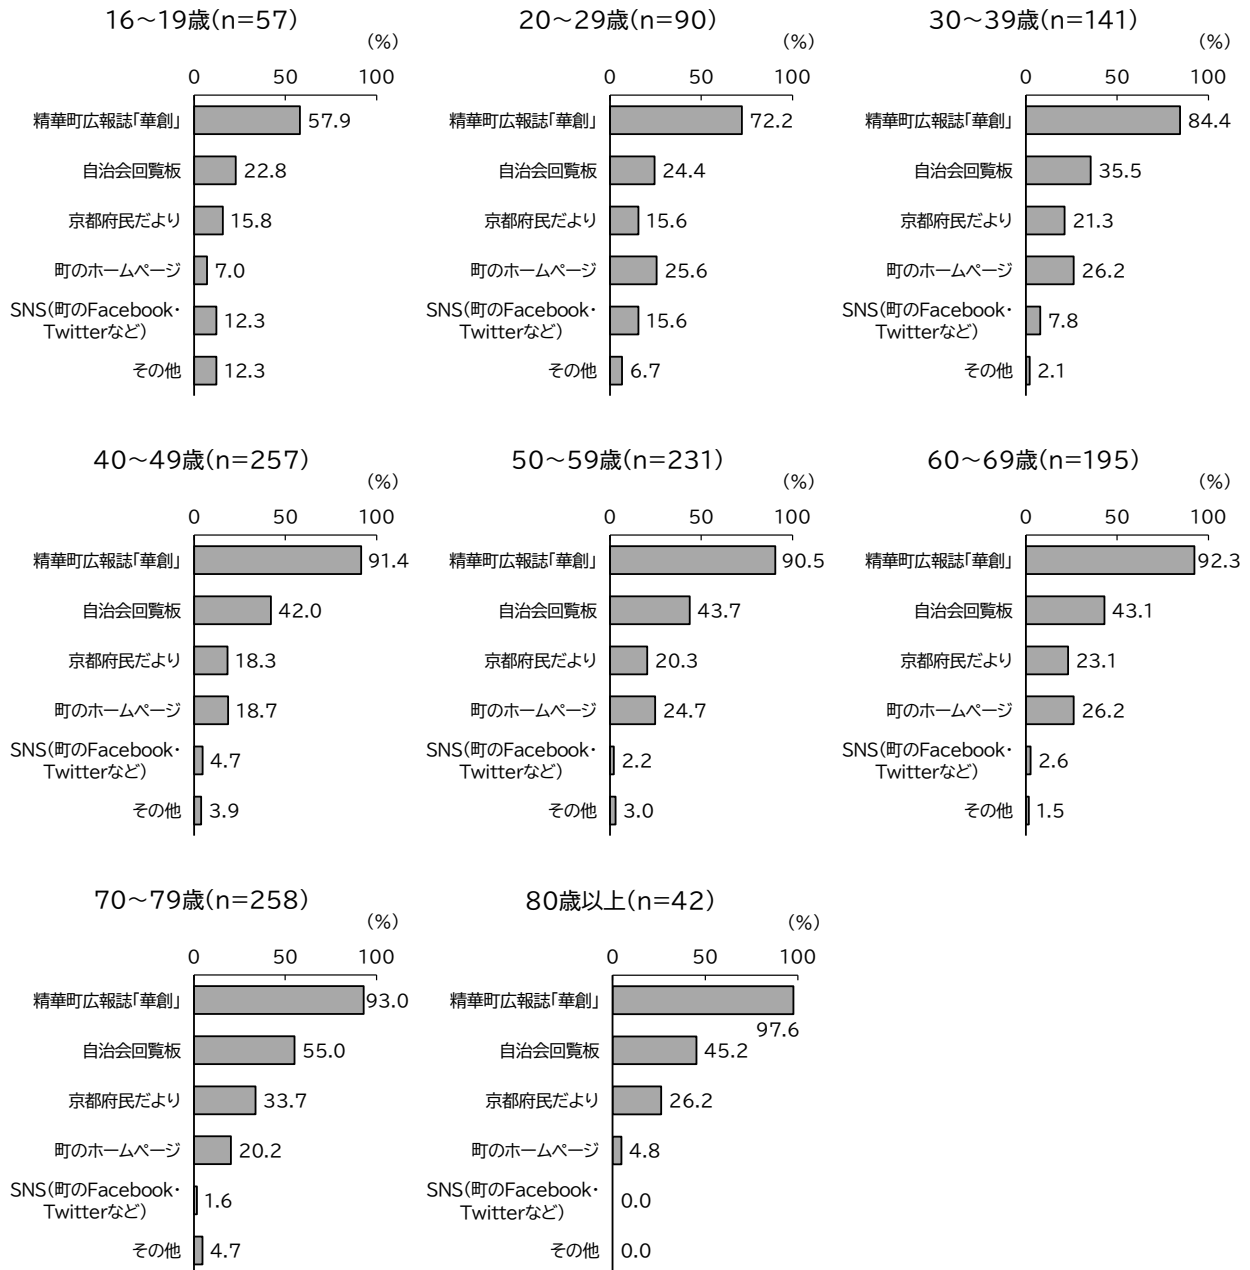 16～19歳(n=57)
(%)
0 50 100
精華町広報誌「華創」 57.9
自治会回覧板 22.8
京都府民だより 15.8
町のホームページ 7.0
SNS(町のFacebook・
Twitterなど) 12.3
その他 12.3
20～29歳(n=90)
(%)
0 50 100
精華町広報誌「華創」 72.2
自治会回覧板 24.4
京都府民だより 15.6
町のホームページ 25.6
SNS(町のFacebook・
Twitterなど) 15.6
その他 6.7
30～39歳(n=141)
(%)
0 50 100
精華町広報誌「華創」 84.4
自治会回覧板 35.5
京都府民だより 21.3
町のホームページ 26.2
SNS(町のFacebook・
Twitterなど) 7.8
その他 2.1
40～49歳(n=257)
(%)
0 50 100
精華町広報誌「華創」 91.4
自治会回覧板 42.0
京都府民だより 18.3
町のホームページ 18.7
SNS(町のFacebook・
Twitterなど) 4.7
その他 3.9
50～59歳(n=231)
(%)
0 50 100
精華町広報誌「華創」 90.5
自治会回覧板 43.7
京都府民だより 20.3
町のホームページ 24.7
SNS(町のFacebook・
Twitterなど) 2.2
その他 3.0
60～69歳(n=195)
(%)
0 50 100
精華町広報誌「華創」 92.3
自治会回覧板 43.1
京都府民だより 23.1
町のホームページ 26.2
SNS(町のFacebook・
Twitterなど) 2.6
その他 1.5
70～79歳(n=258)
(%)
0 50 100
精華町広報誌「華創」 93.0
自治会回覧板 55.0
京都府民だより 33.7
町のホームページ 20.2
SNS(町のFacebook・
Twitterなど) 1.6
その他 4.7
80歳以上(n=42)
(%)
0 50 100
精華町広報誌「華創」 97.6
自治会回覧板 45.2
京都府民だより 26.2
町のホームページ 4.8
SNS(町のFacebook・
Twitterなど) 0.0
その他 0.0